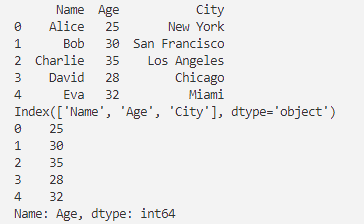 Name  Age           City
0    Alice   25       New York
1      Bob   30  San Francisco
2  Charlie   35    Los Angeles
3    David   28        Chicago
4      Eva   32          Miami
Index(['Name', 'Age', 'City'], dtype='object')
0    25
1    30
2    35
3    28
4    32
Name: Age, dtype: int64